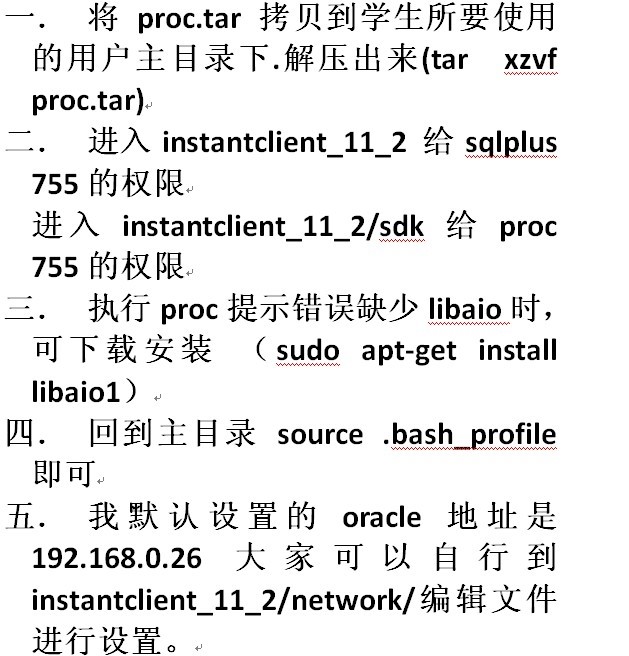 一． 将 proc.tar 拷贝到学生所要使用
的用户主目录下.解压出来(tar xzvf
proc.tar)
二． 进入 instantclient_11_2 给 sqlplus
755 的权限
进入 instantclient_11_2/sdk 给 proc
755 的权限
三． 执行 proc 提示错误缺少 libaio 时，
可下载安装 （sudo apt-get install
libaio1）
四． 回到主目录 source .bash_profile
即可
五． 我默认设置的 oracle 地址是
192.168.0.26 大家可以自行到
instantclient_11_2/network/编辑文件
进行设置。